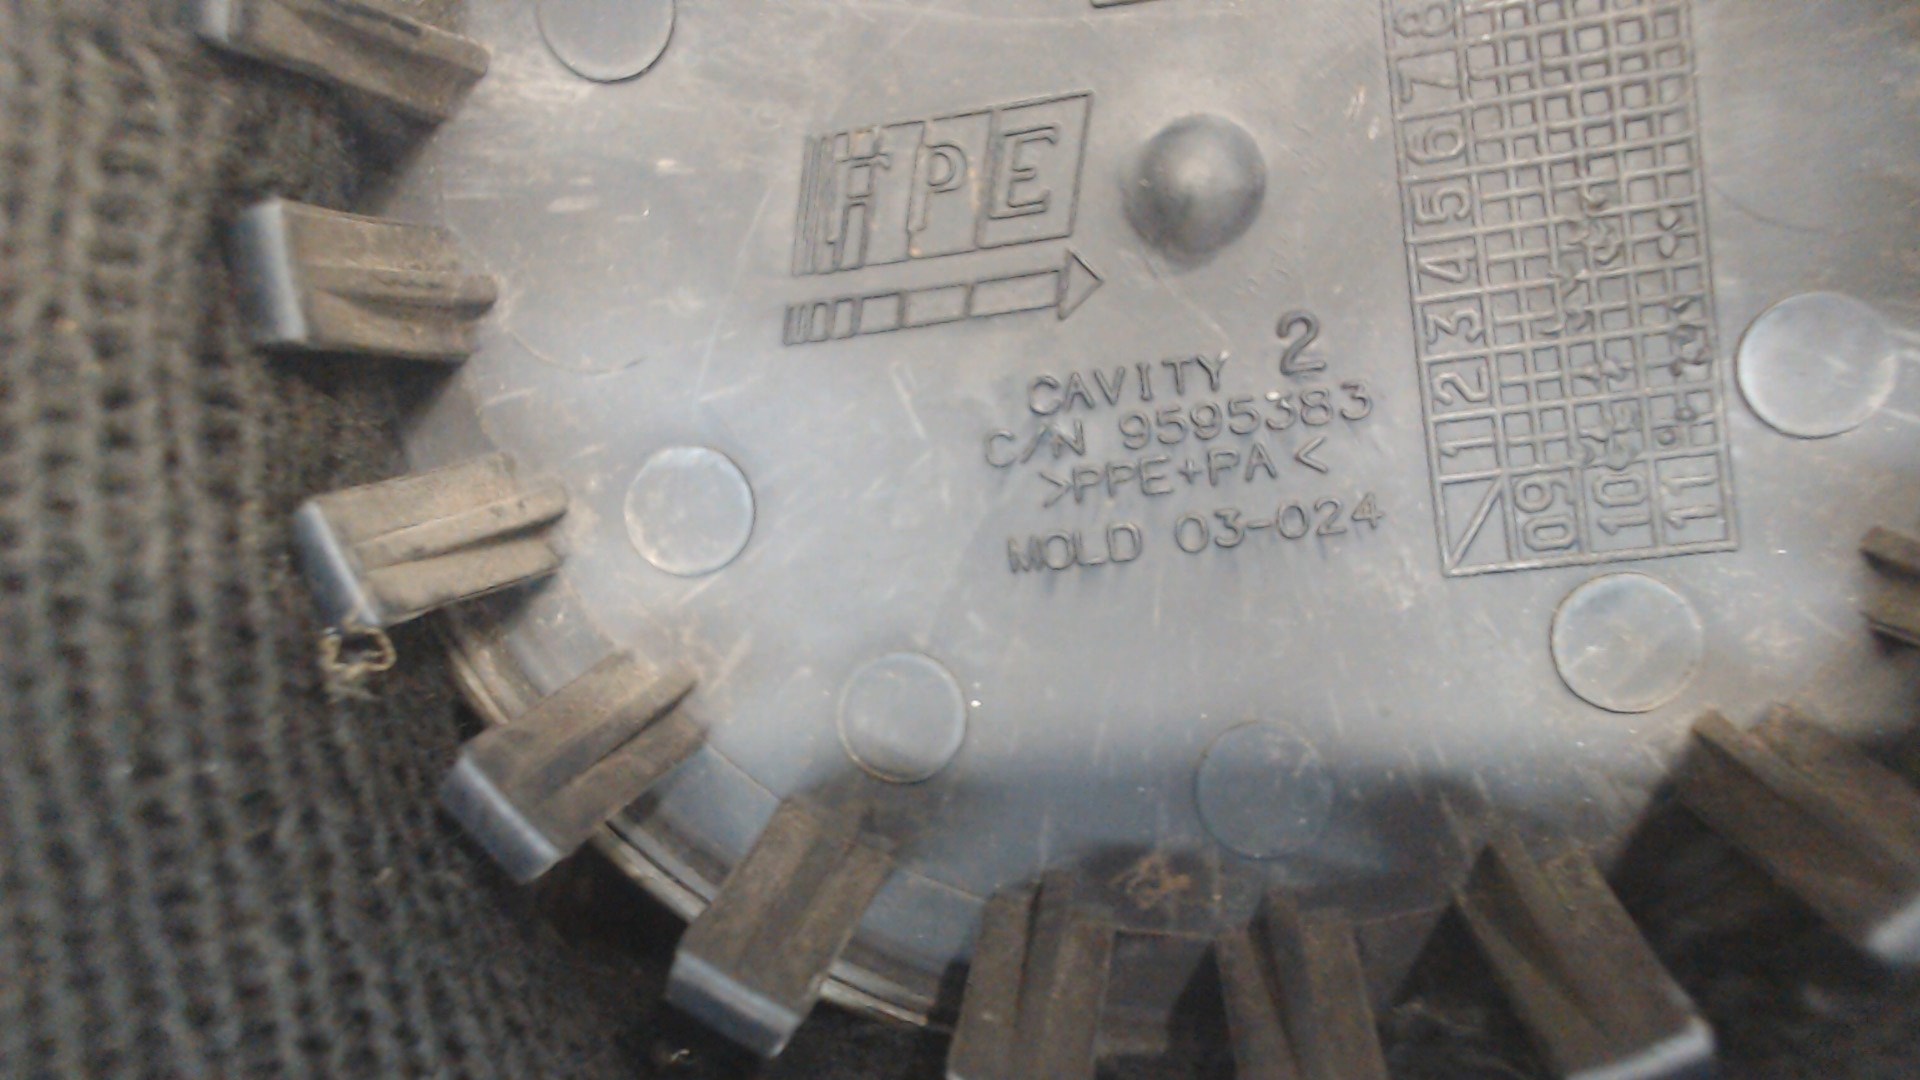 HPE
CAVITY 2
C/N 9595383
>PPE+PA<
MOLD 03-024
1 2 3 4 5 6 7 8
09
10
11